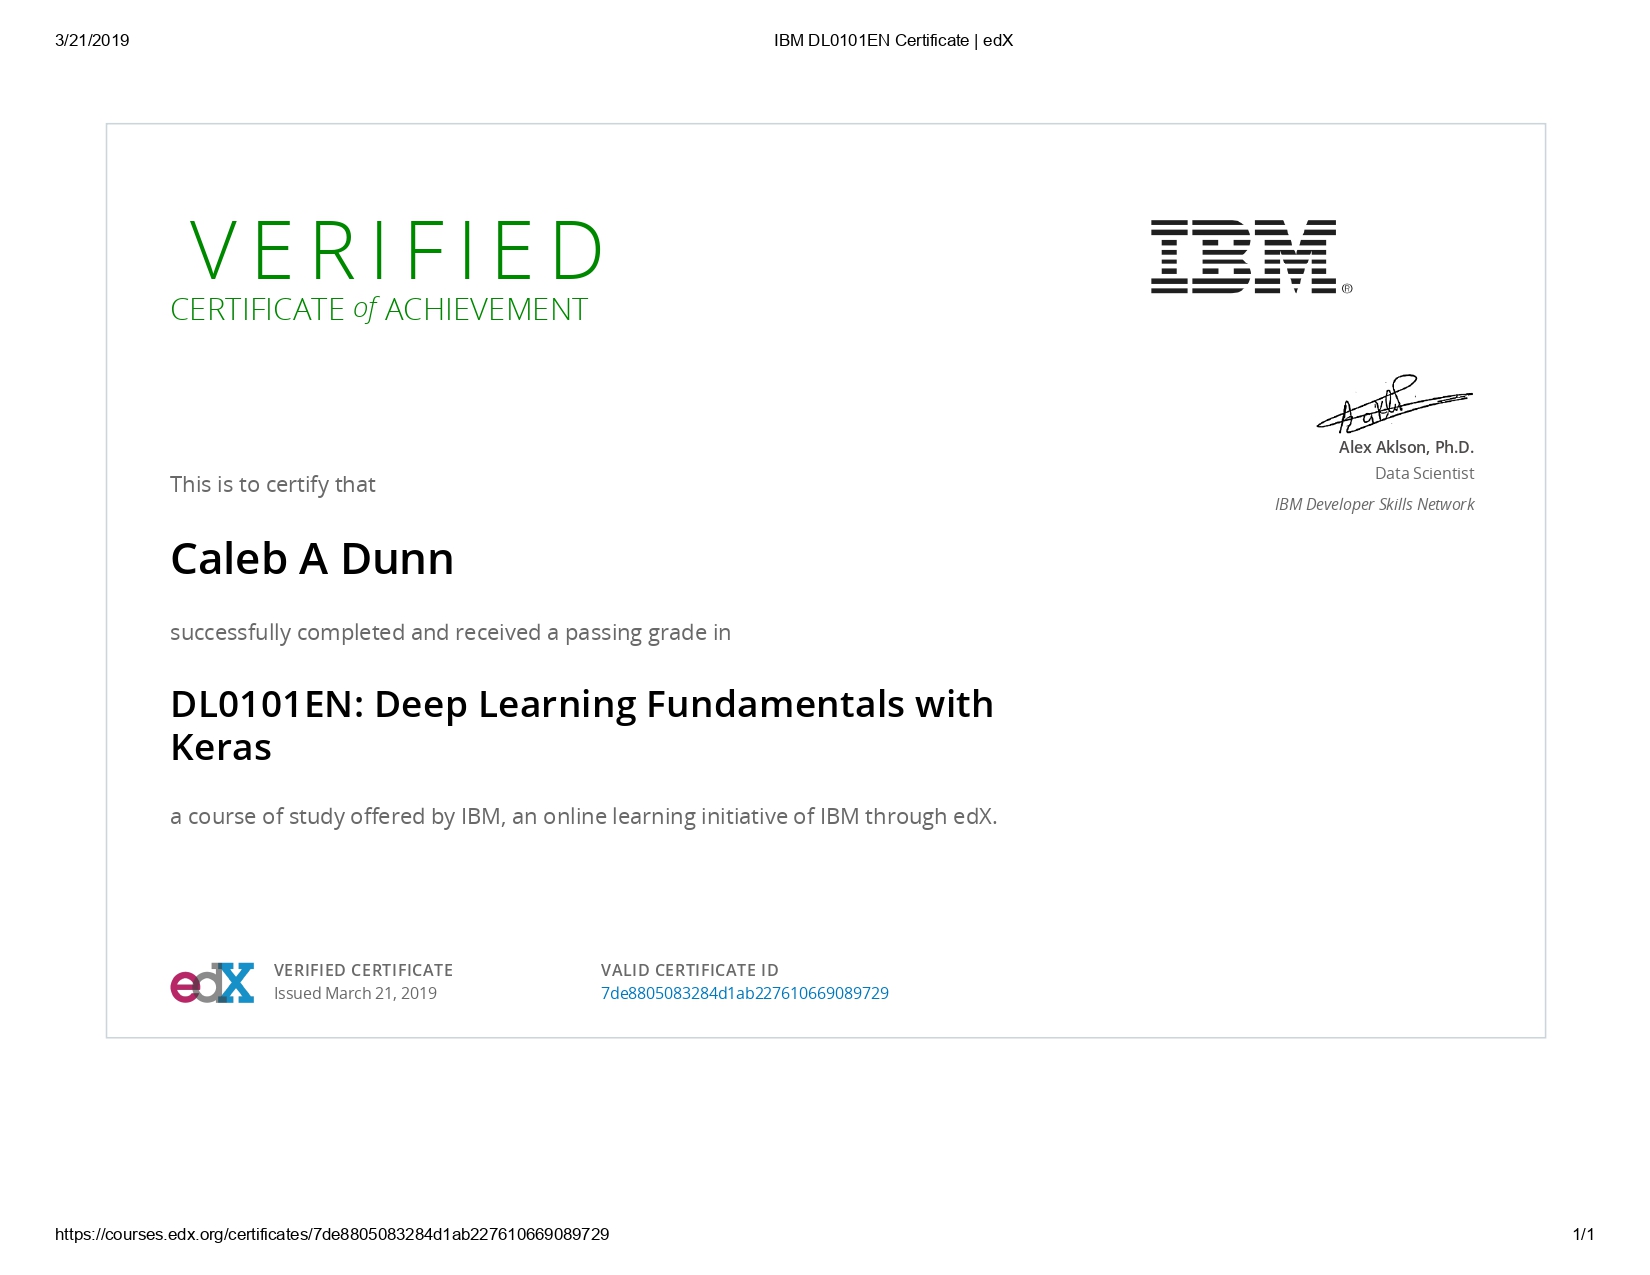 3/21/2019
IBM DL0101EN Certificate | edX
VERIFIED
CERTIFICATE of ACHIEVEMENT
IBM®
Alex Aklson, Ph.D.
Data Scientist
IBM Developer Skills Network
This is to certify that
Caleb A Dunn
successfully completed and received a passing grade in
DL0101EN: Deep Learning Fundamentals with
Keras
a course of study offered by IBM, an online learning initiative of IBM through edX.
edX
VERIFIED CERTIFICATE
Issued March 21, 2019
VALID CERTIFICATE ID
7de8805083284d1ab227610669089729
https://courses.edx.org/certificates/7de8805083284d1ab227610669089729
1/1